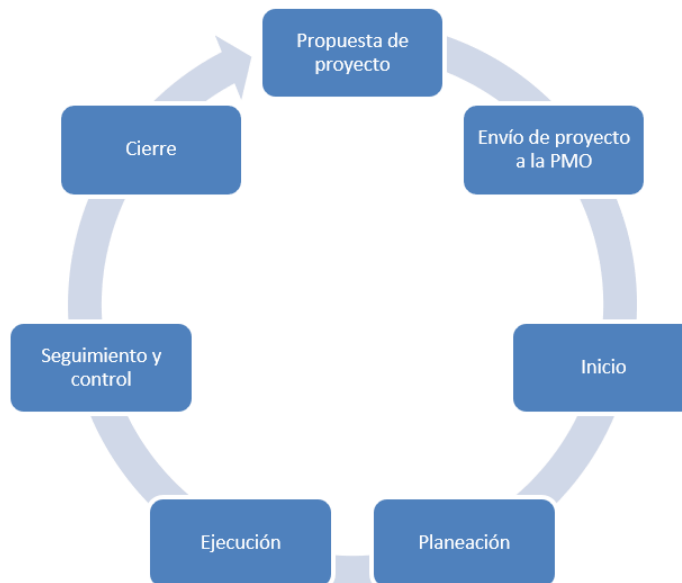 Propuesta de
proyecto
Envío de proyecto
a la PMO
Inicio
Planeación
Ejecución
Seguimiento y
control
Cierre